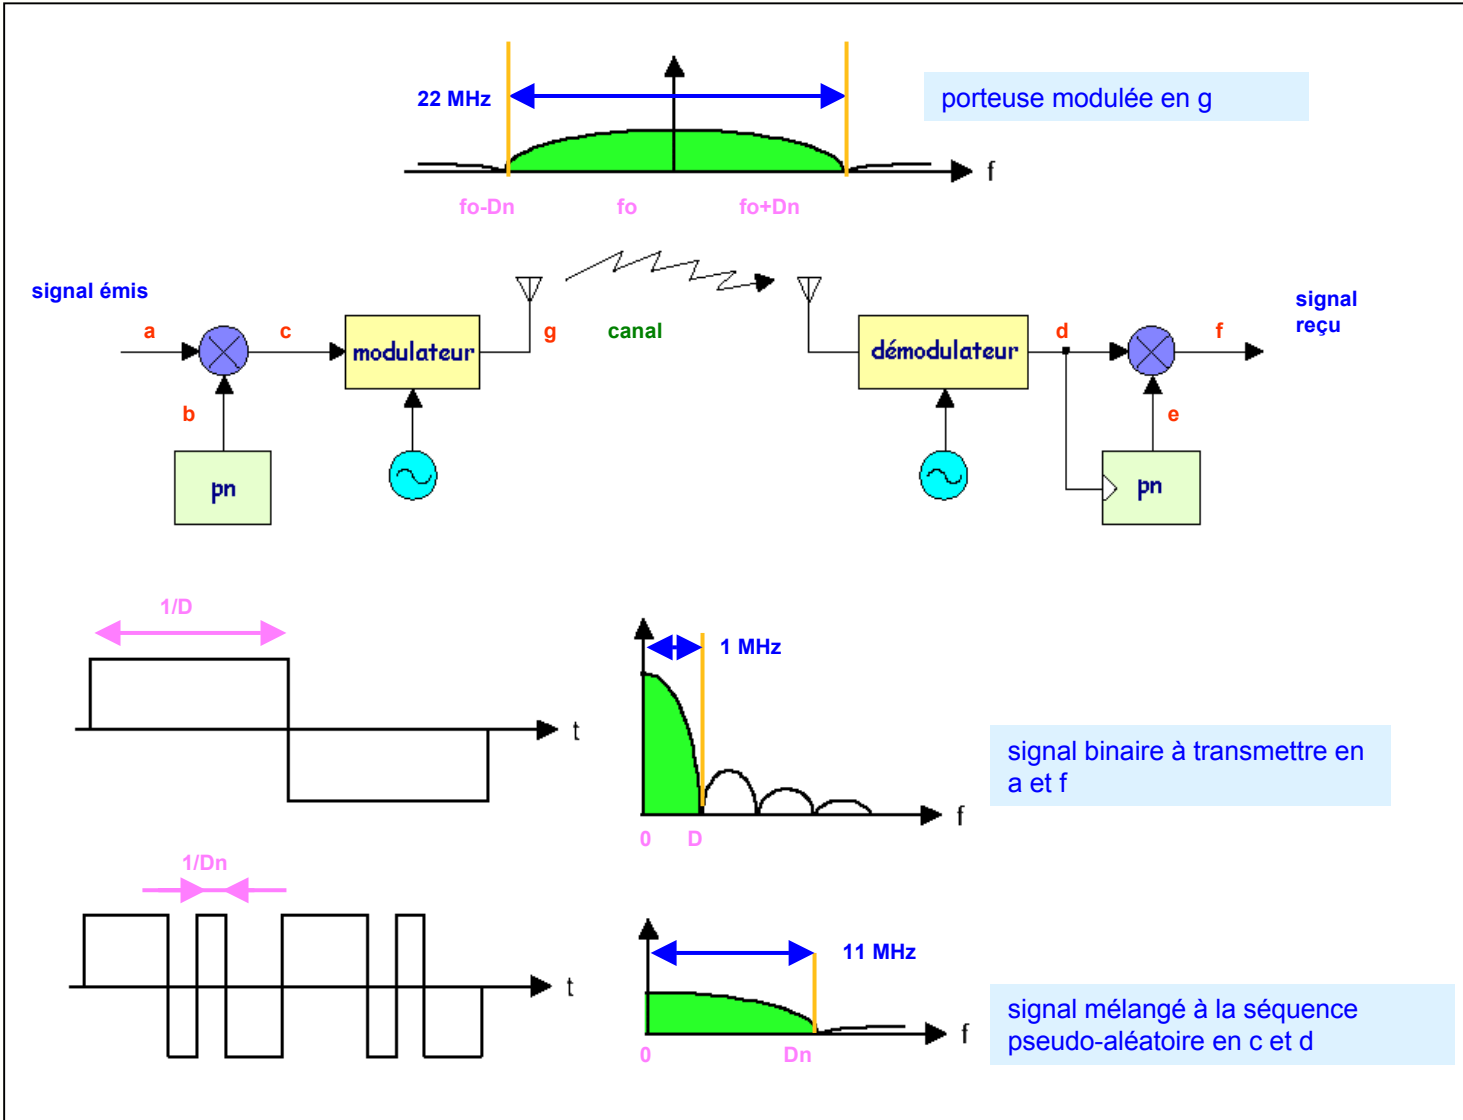 22 MHz
porteuse modulée en g
f
fo-Dn fo fo+Dn
signal émis
signal
reçu
a c g canal d f
modulateur
démodulateur
b e
pn
pn
1/D
1 MHz
t
signal binaire à transmettre en
a et f
f
0 D
1/Dn
11 MHz
t
f
signal mélangé à la séquence
pseudo-aléatoire en c et d
0 Dn